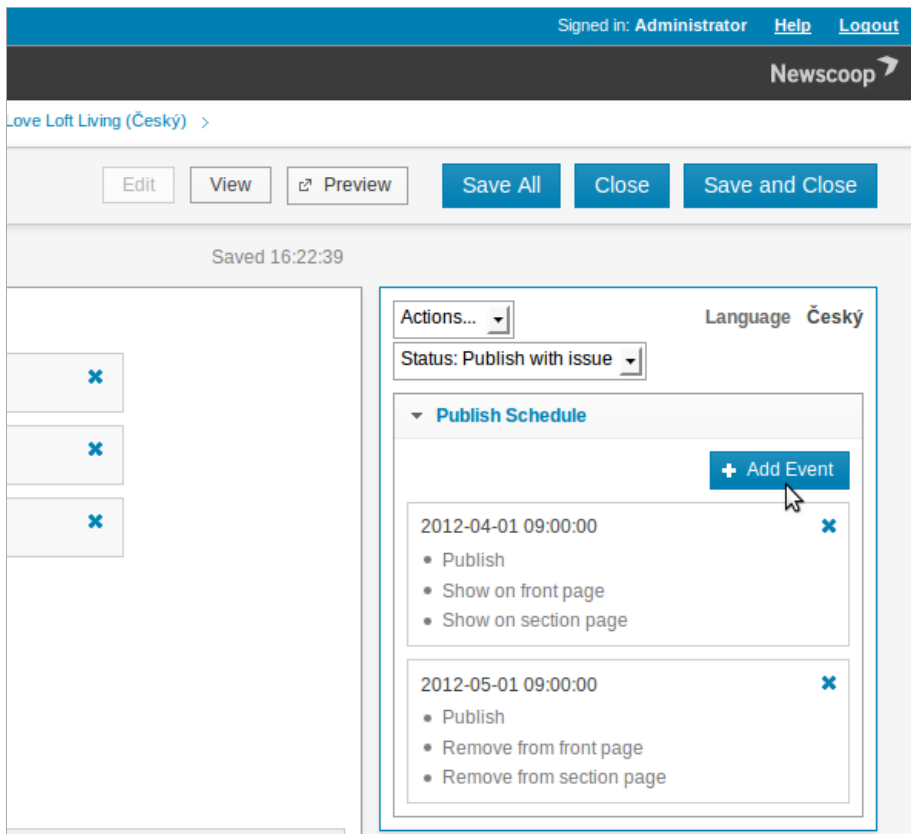 Signed in: Administrator Help Logout
Newscoop
Love Loft Living (Český) >
Edit View Preview Save All Close Save and Close
Saved 16:22:39
Actions... Language Český
Status: Publish with issue
Publish Schedule
Add Event
2012-04-01 09:00:00
Publish
Show on front page
Show on section page
2012-05-01 09:00:00
Publish
Remove from front page
Remove from section page